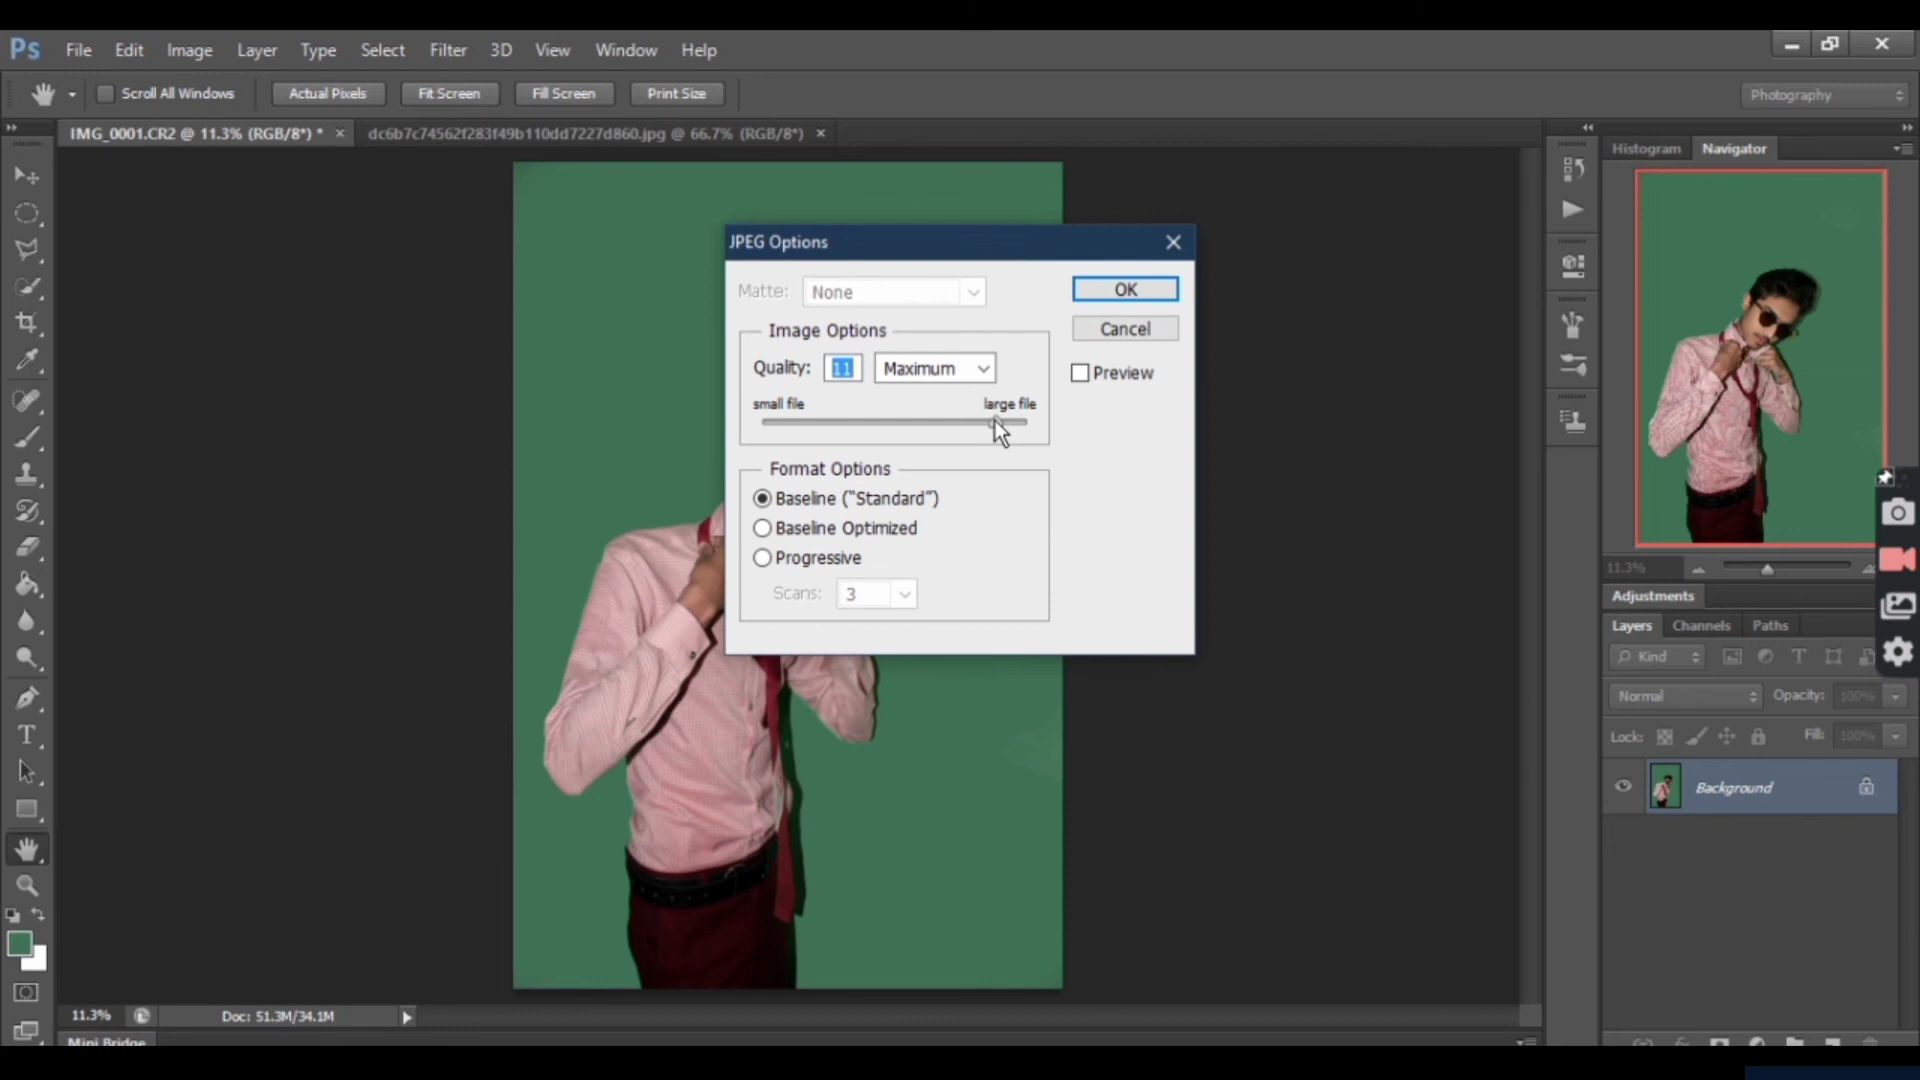 Ps File Edit Image Layer Type Select Filter 3D View Window Help
Scroll All Windows Actual Pixels Fit Screen Fill Screen Print Size Photography
IMG_0001.CR2 @ 11.3% (RGB/8*) * × dc6b7c74562f283f49b110dd7227d860.jpg @ 66.7% (RGB/8*) ×
Histogram Navigator
JPEG Options
Matte: None
OK
Image Options
Cancel
Quality: 11 Maximum
Preview
small file large file
Format Options
Baseline (“Standard”)
Baseline Optimized
Progressive
Scans: 3
11.3%
Adjustments
Layers Channels Paths
Kind
Normal Opacity: 100%
Lock: Fill: 100%
Background
11.3% Doc: 51.3M/34.1M
Mini Bridge